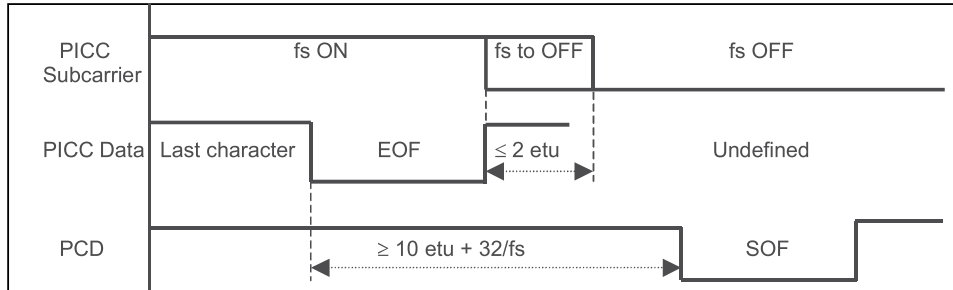 PICC
Subcarrier
fs ON
fs to OFF
fs OFF
PICC Data
Last character
EOF
≤ 2 etu
Undefined
PCD
≥ 10 etu + 32/fs
SOF